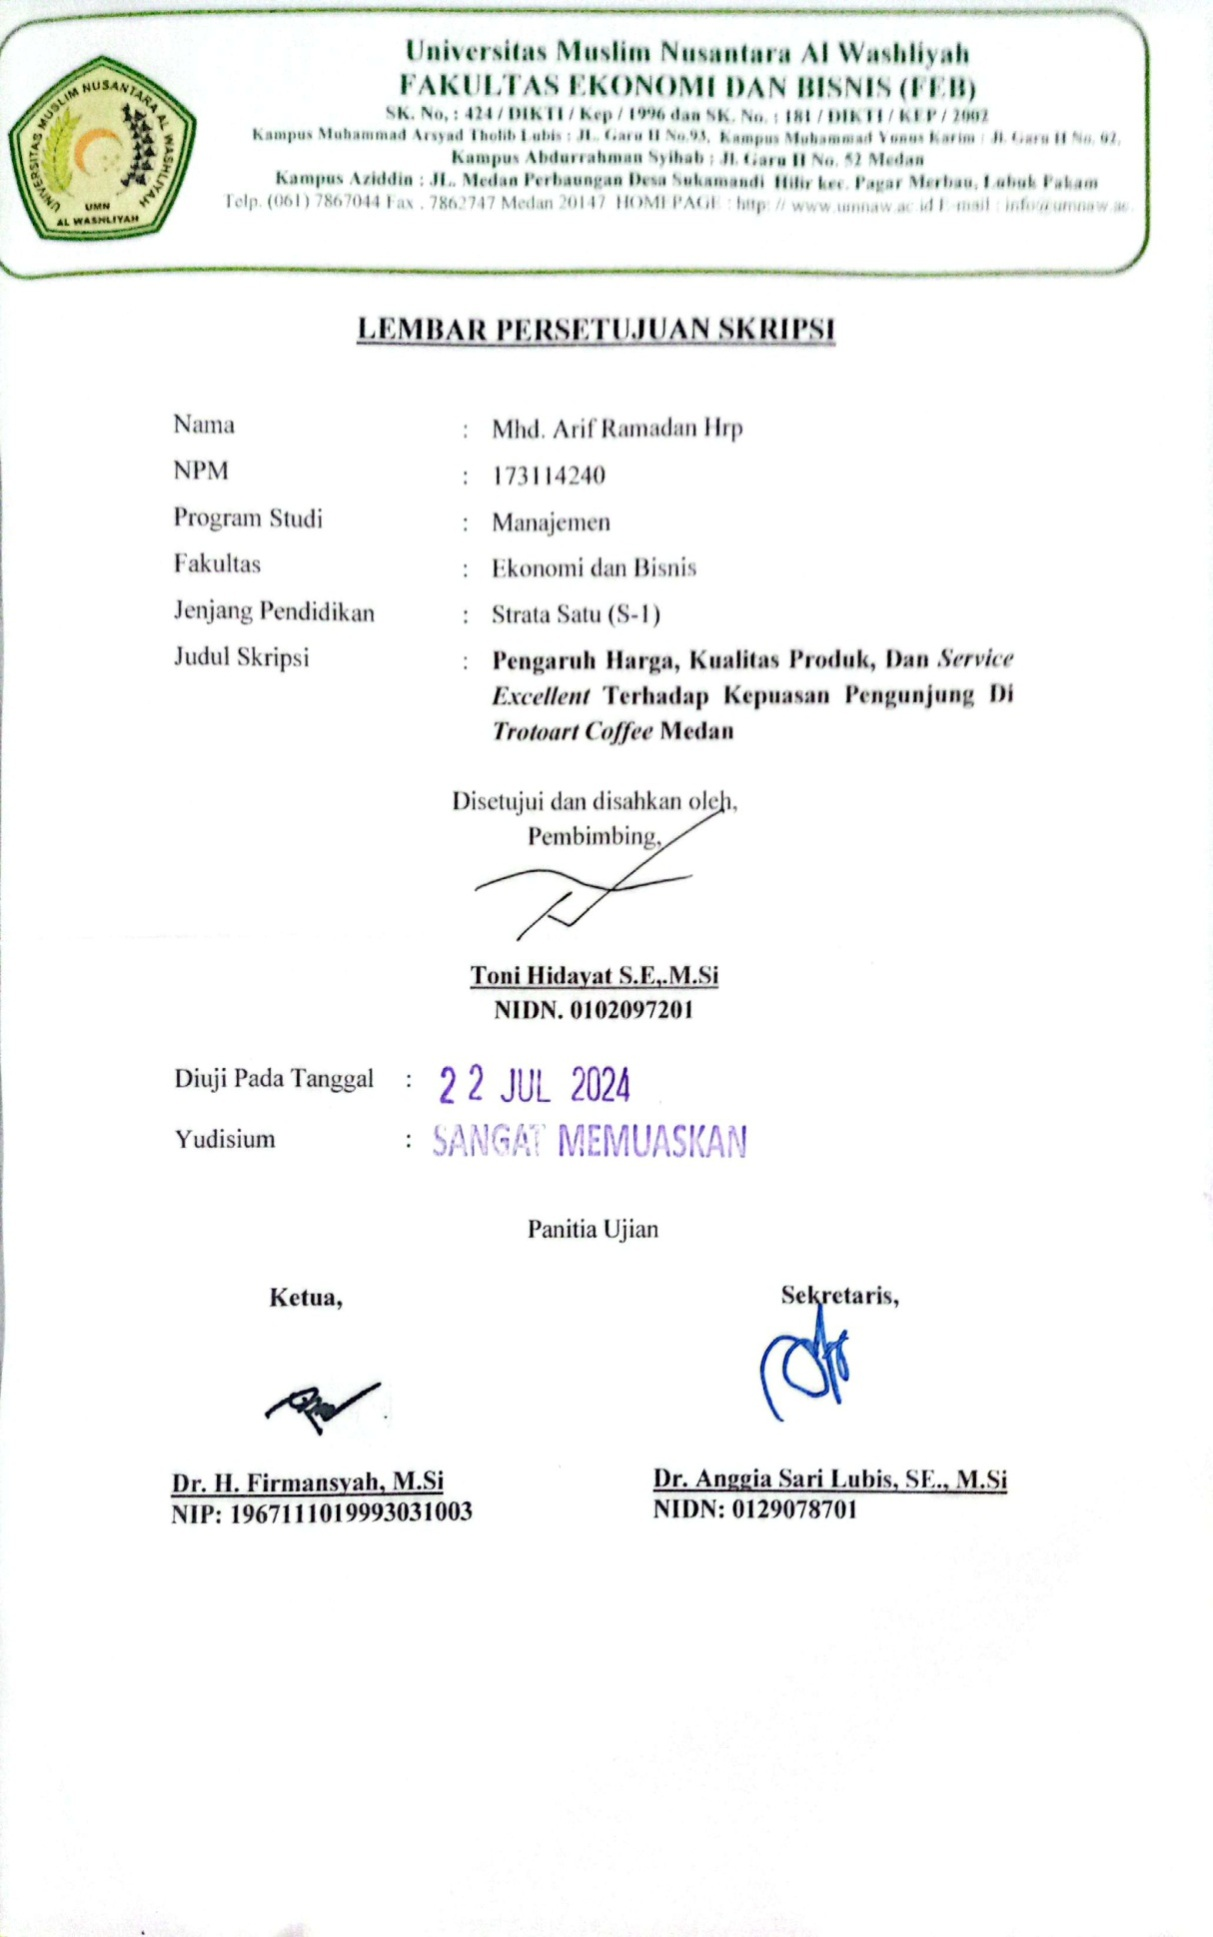 Universitas Muslim Nusantara Al Washliyah
FAKULTAS EKONOMI DAN BISNIS (FEB)
SK. No, : 424 / DIKTI / Kep / 1996 dan SK. No. : 181 / DIKTI / KEP / 2002
Kampus Muhammad Arsyad Tholib Lubis : JL. Garu II No.93, Kampus Muhammad Yunus Karim : Jl. Garu II No. 02,
Kampus Abdurrahman Syihab : Jl. Garu II No. 52 Medan
Kampus Aziddin : JL. Medan Perbaungan Desa Sukamandi Hilir kec. Pagar Merbau, Lubuk Pakam
Telp. (061) 7867044 Fax . 7862747 Medan 20147 HOMEPAGE : http: // www.umnaw.ac.id E-mail : info@umnaw.ac.
UNIVERSITAS MUSLIM NUSANTARA AL WASHLIYAH
UMN
AL WASHLIYAH
LEMBAR PERSETUJUAN SKRIPSI
Nama : Mhd. Arif Ramadan Hrp
NPM : 173114240
Program Studi : Manajemen
Fakultas : Ekonomi dan Bisnis
Jenjang Pendidikan : Strata Satu (S-1)
Judul Skripsi : Pengaruh Harga, Kualitas Produk, Dan Service
Excellent Terhadap Kepuasan Pengunjung Di
Trotoart Coffee Medan
Disetujui dan disahkan oleh,
Pembimbing,
Toni Hidayat S.E,.M.Si
NIDN. 0102097201
Diuji Pada Tanggal : 22 JUL 2024
Yudisium : SANGAT MEMUASKAN
Panitia Ujian
Ketua, Sekretaris,
Dr. H. Firmansyah, M.Si Dr. Anggia Sari Lubis, SE., M.Si
NIP: 1967111019993031003 NIDN: 0129078701